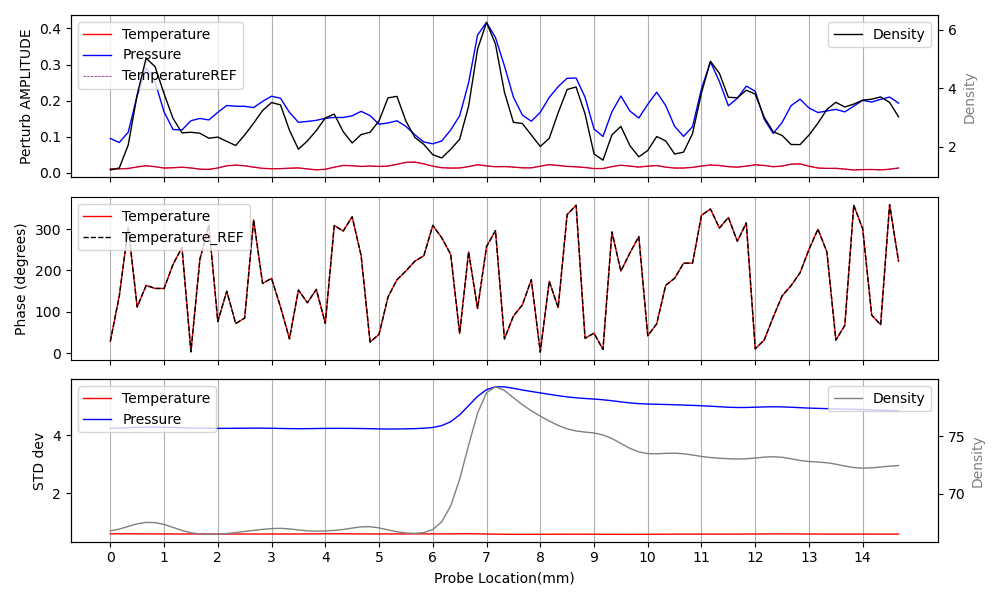 Perturb AMPLITUDE
0.4
0.3
0.2
0.1
0.0
Temperature
Pressure
TemperatureREF
Density
6
4
2
Density
Phase (degrees)
300
200
100
0
Temperature
Temperature_REF
STD dev
4
2
Temperature
Pressure
Density
75
70
Density
0 1 2 3 4 5 6 7 8 9 10 11 12 13 14
Probe Location(mm)